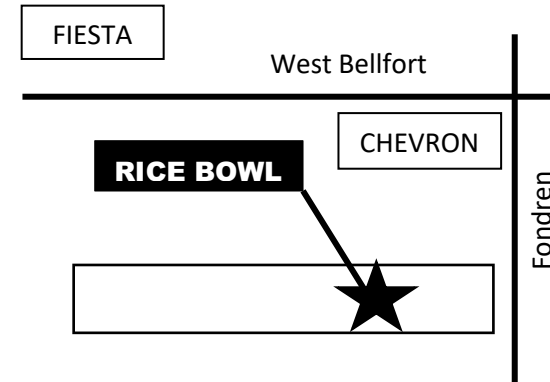 FIESTA
West Bellfort
CHEVRON
RICE BOWL
Fondren